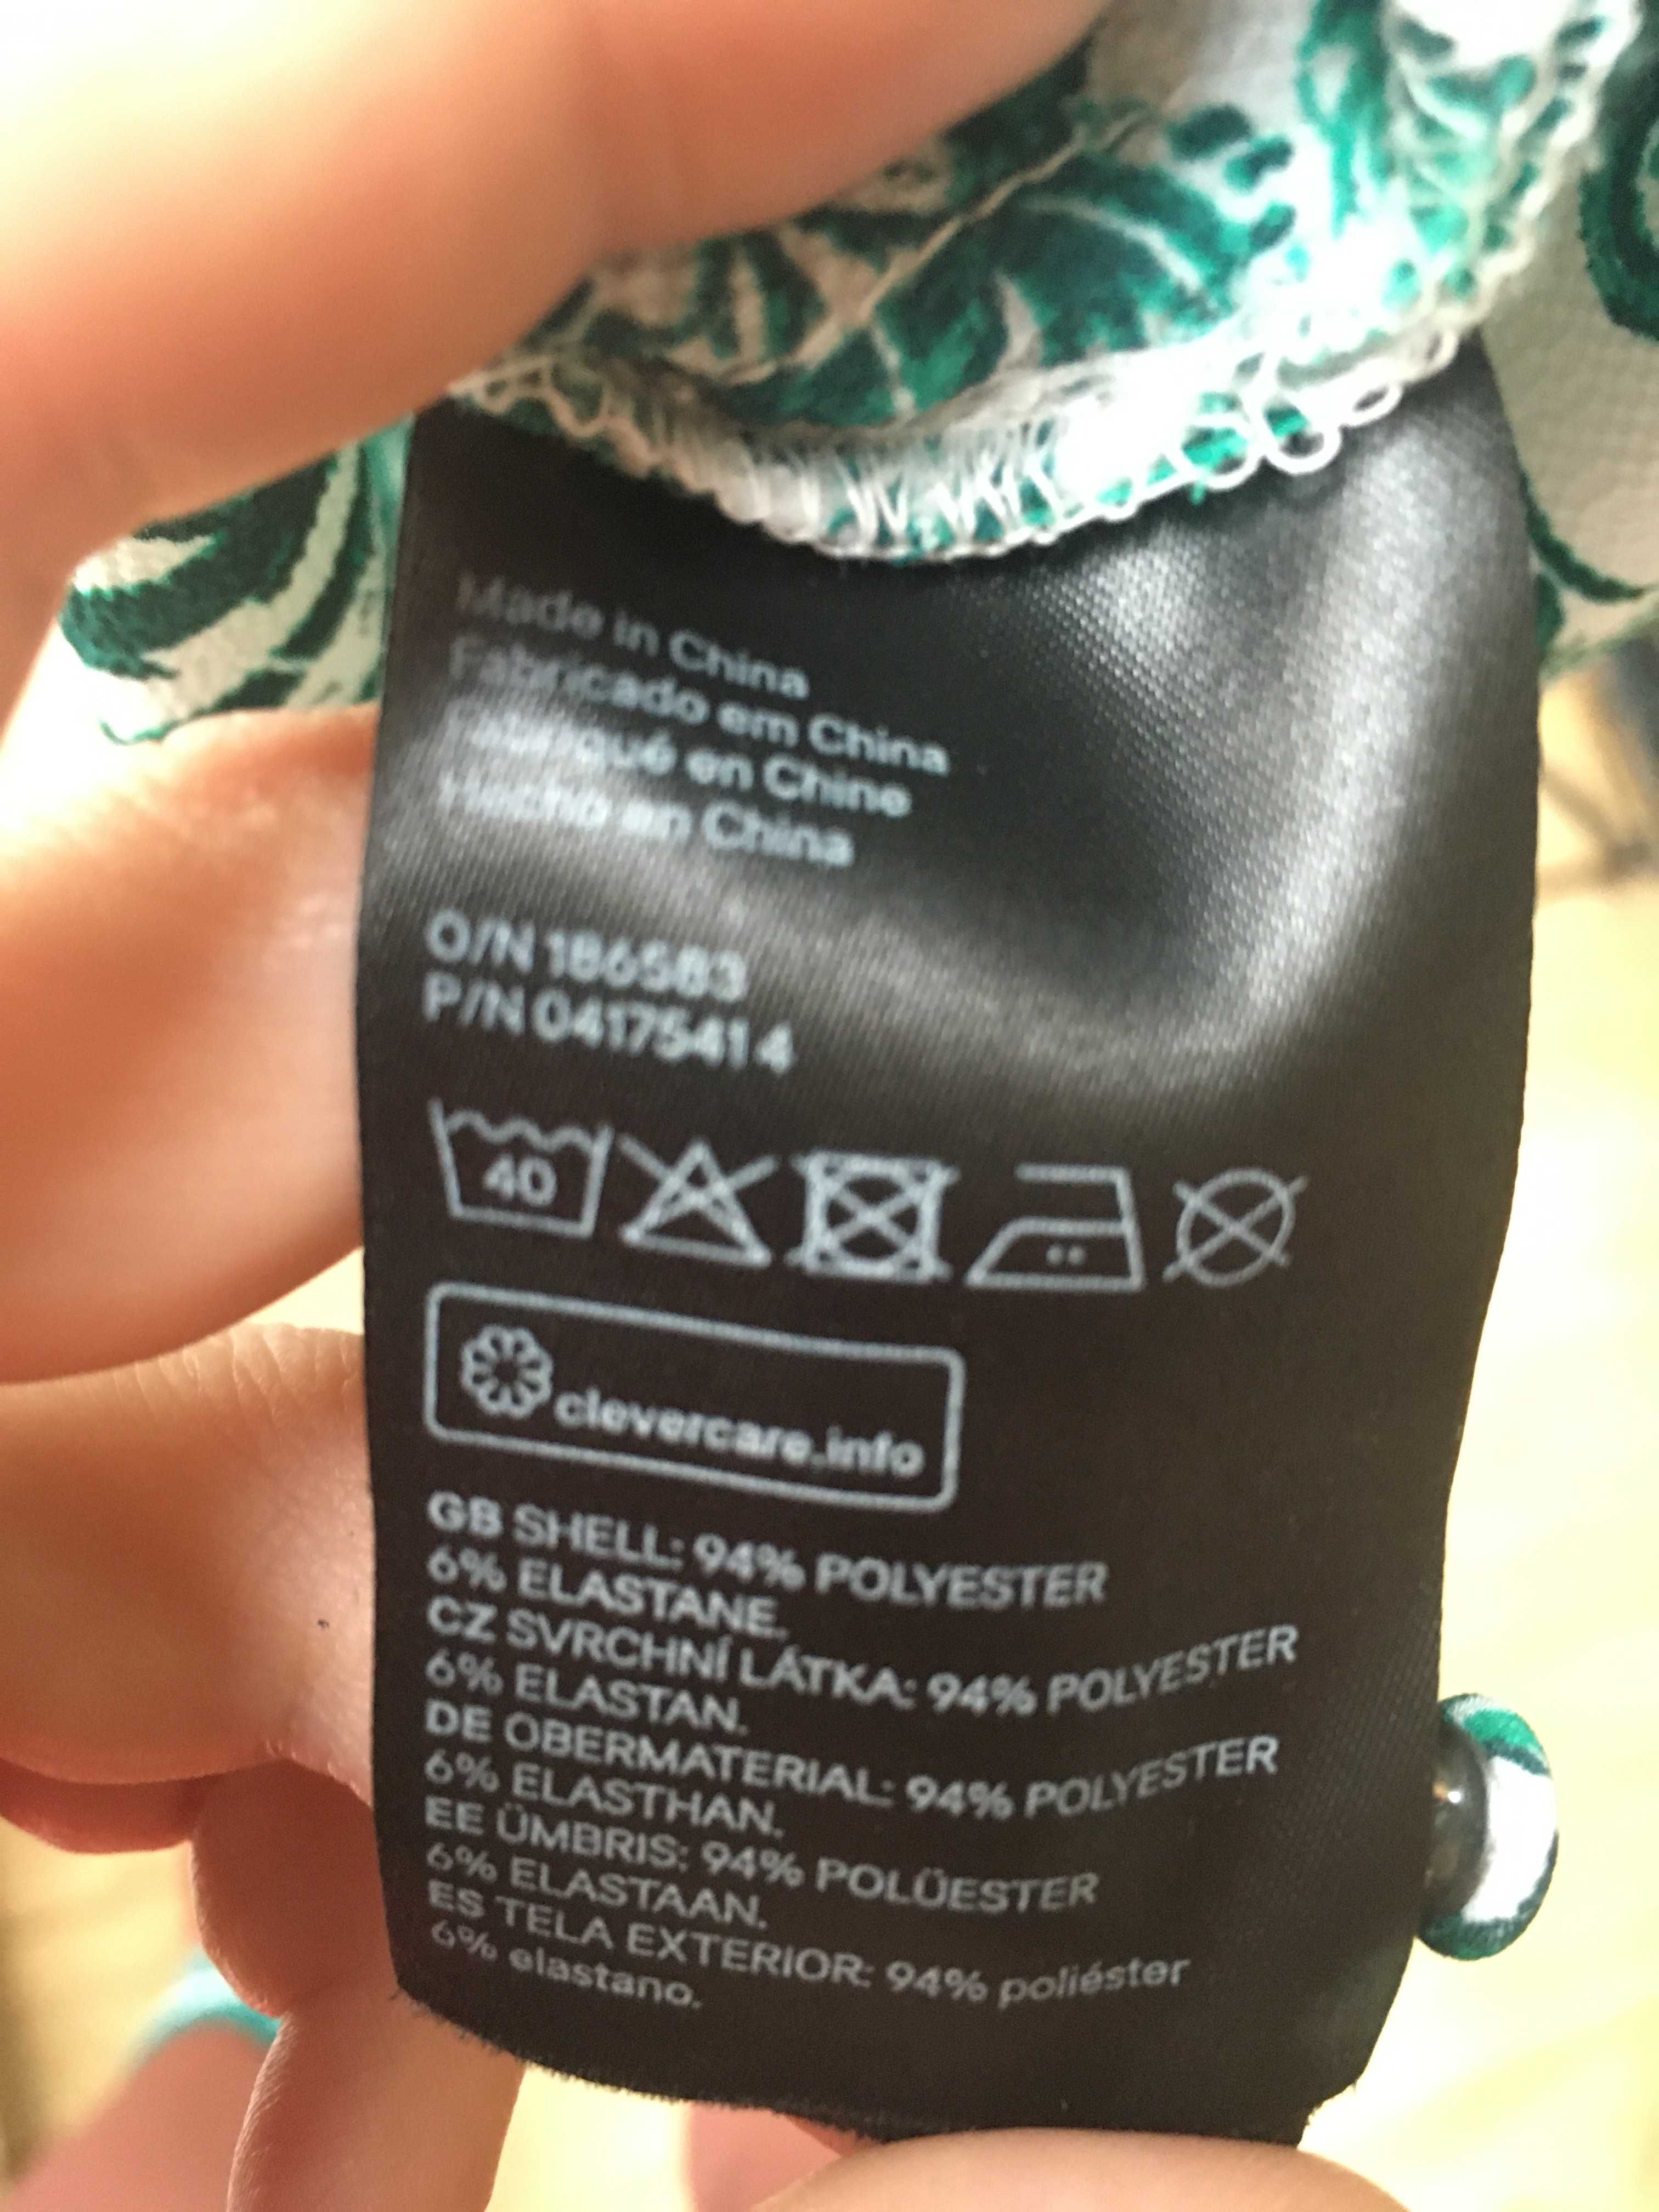 Made in China
Fabricado em China
Fabriqué en Chine
Hecho en China
O/N 186583
P/N 0417541 4
40
clevercare.info
GB SHELL: 94% POLYESTER
6% ELASTANE.
CZ SVRCHNÍ LÁTKA: 94% POLYESTER
6% ELASTAN.
DE OBERMATERIAL: 94% POLYESTER
6% ELASTHAN.
EE ÜMBRIS: 94% POLÜESTER
6% ELASTAAN.
ES TELA EXTERIOR: 94% poliéster
6% elastano.